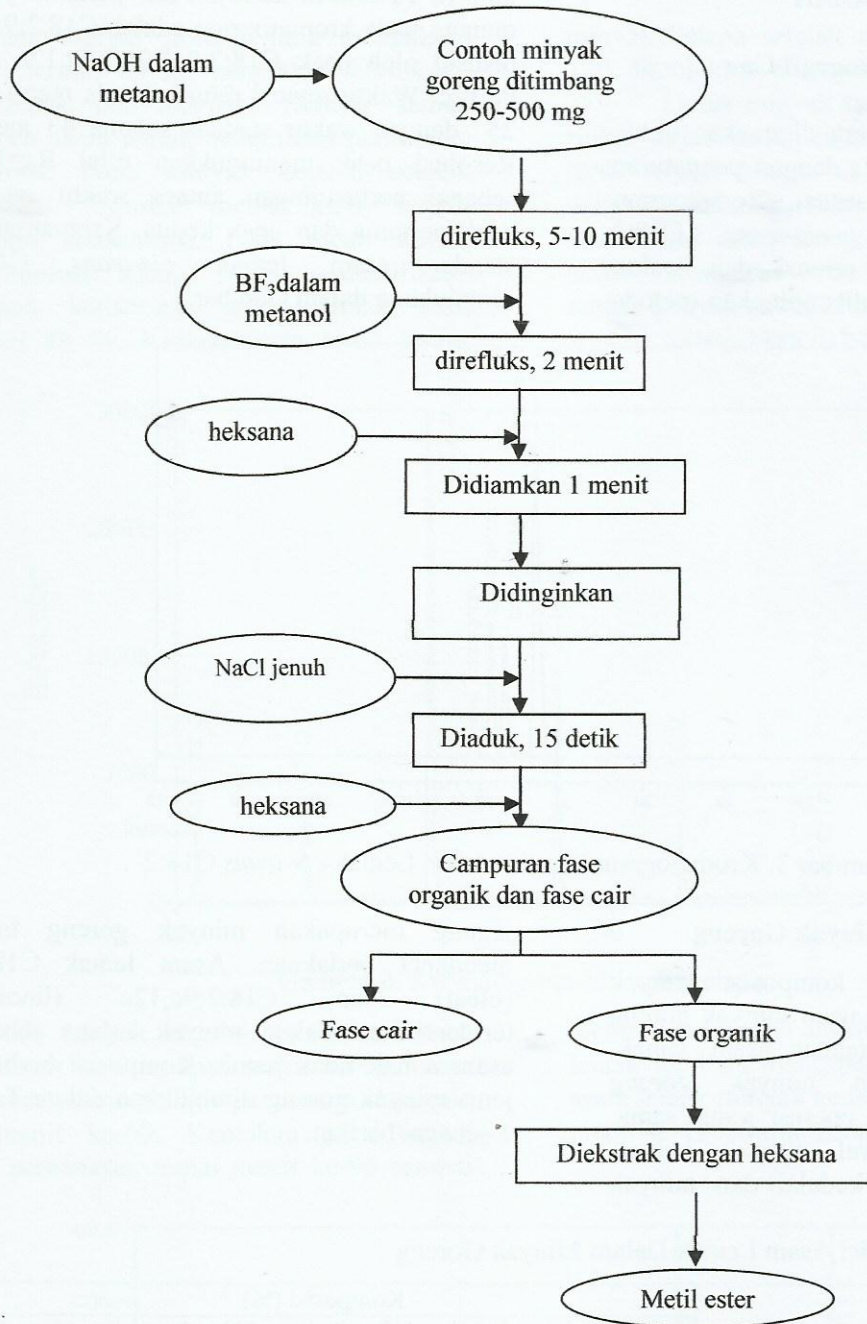 NaOH dalam
metanol
Contoh minyak
goreng ditimbang
250-500 mg
direfluks, 5-10 menit
BF₃dalam
metanol
direfluks, 2 menit
heksana
Didiamkan 1 menit
Didinginkan
NaCl jenuh
Diaduk, 15 detik
heksana
Campuran fase
organik dan fase cair
Fase cair
Fase organik
Diekstrak dengan heksana
Metil ester